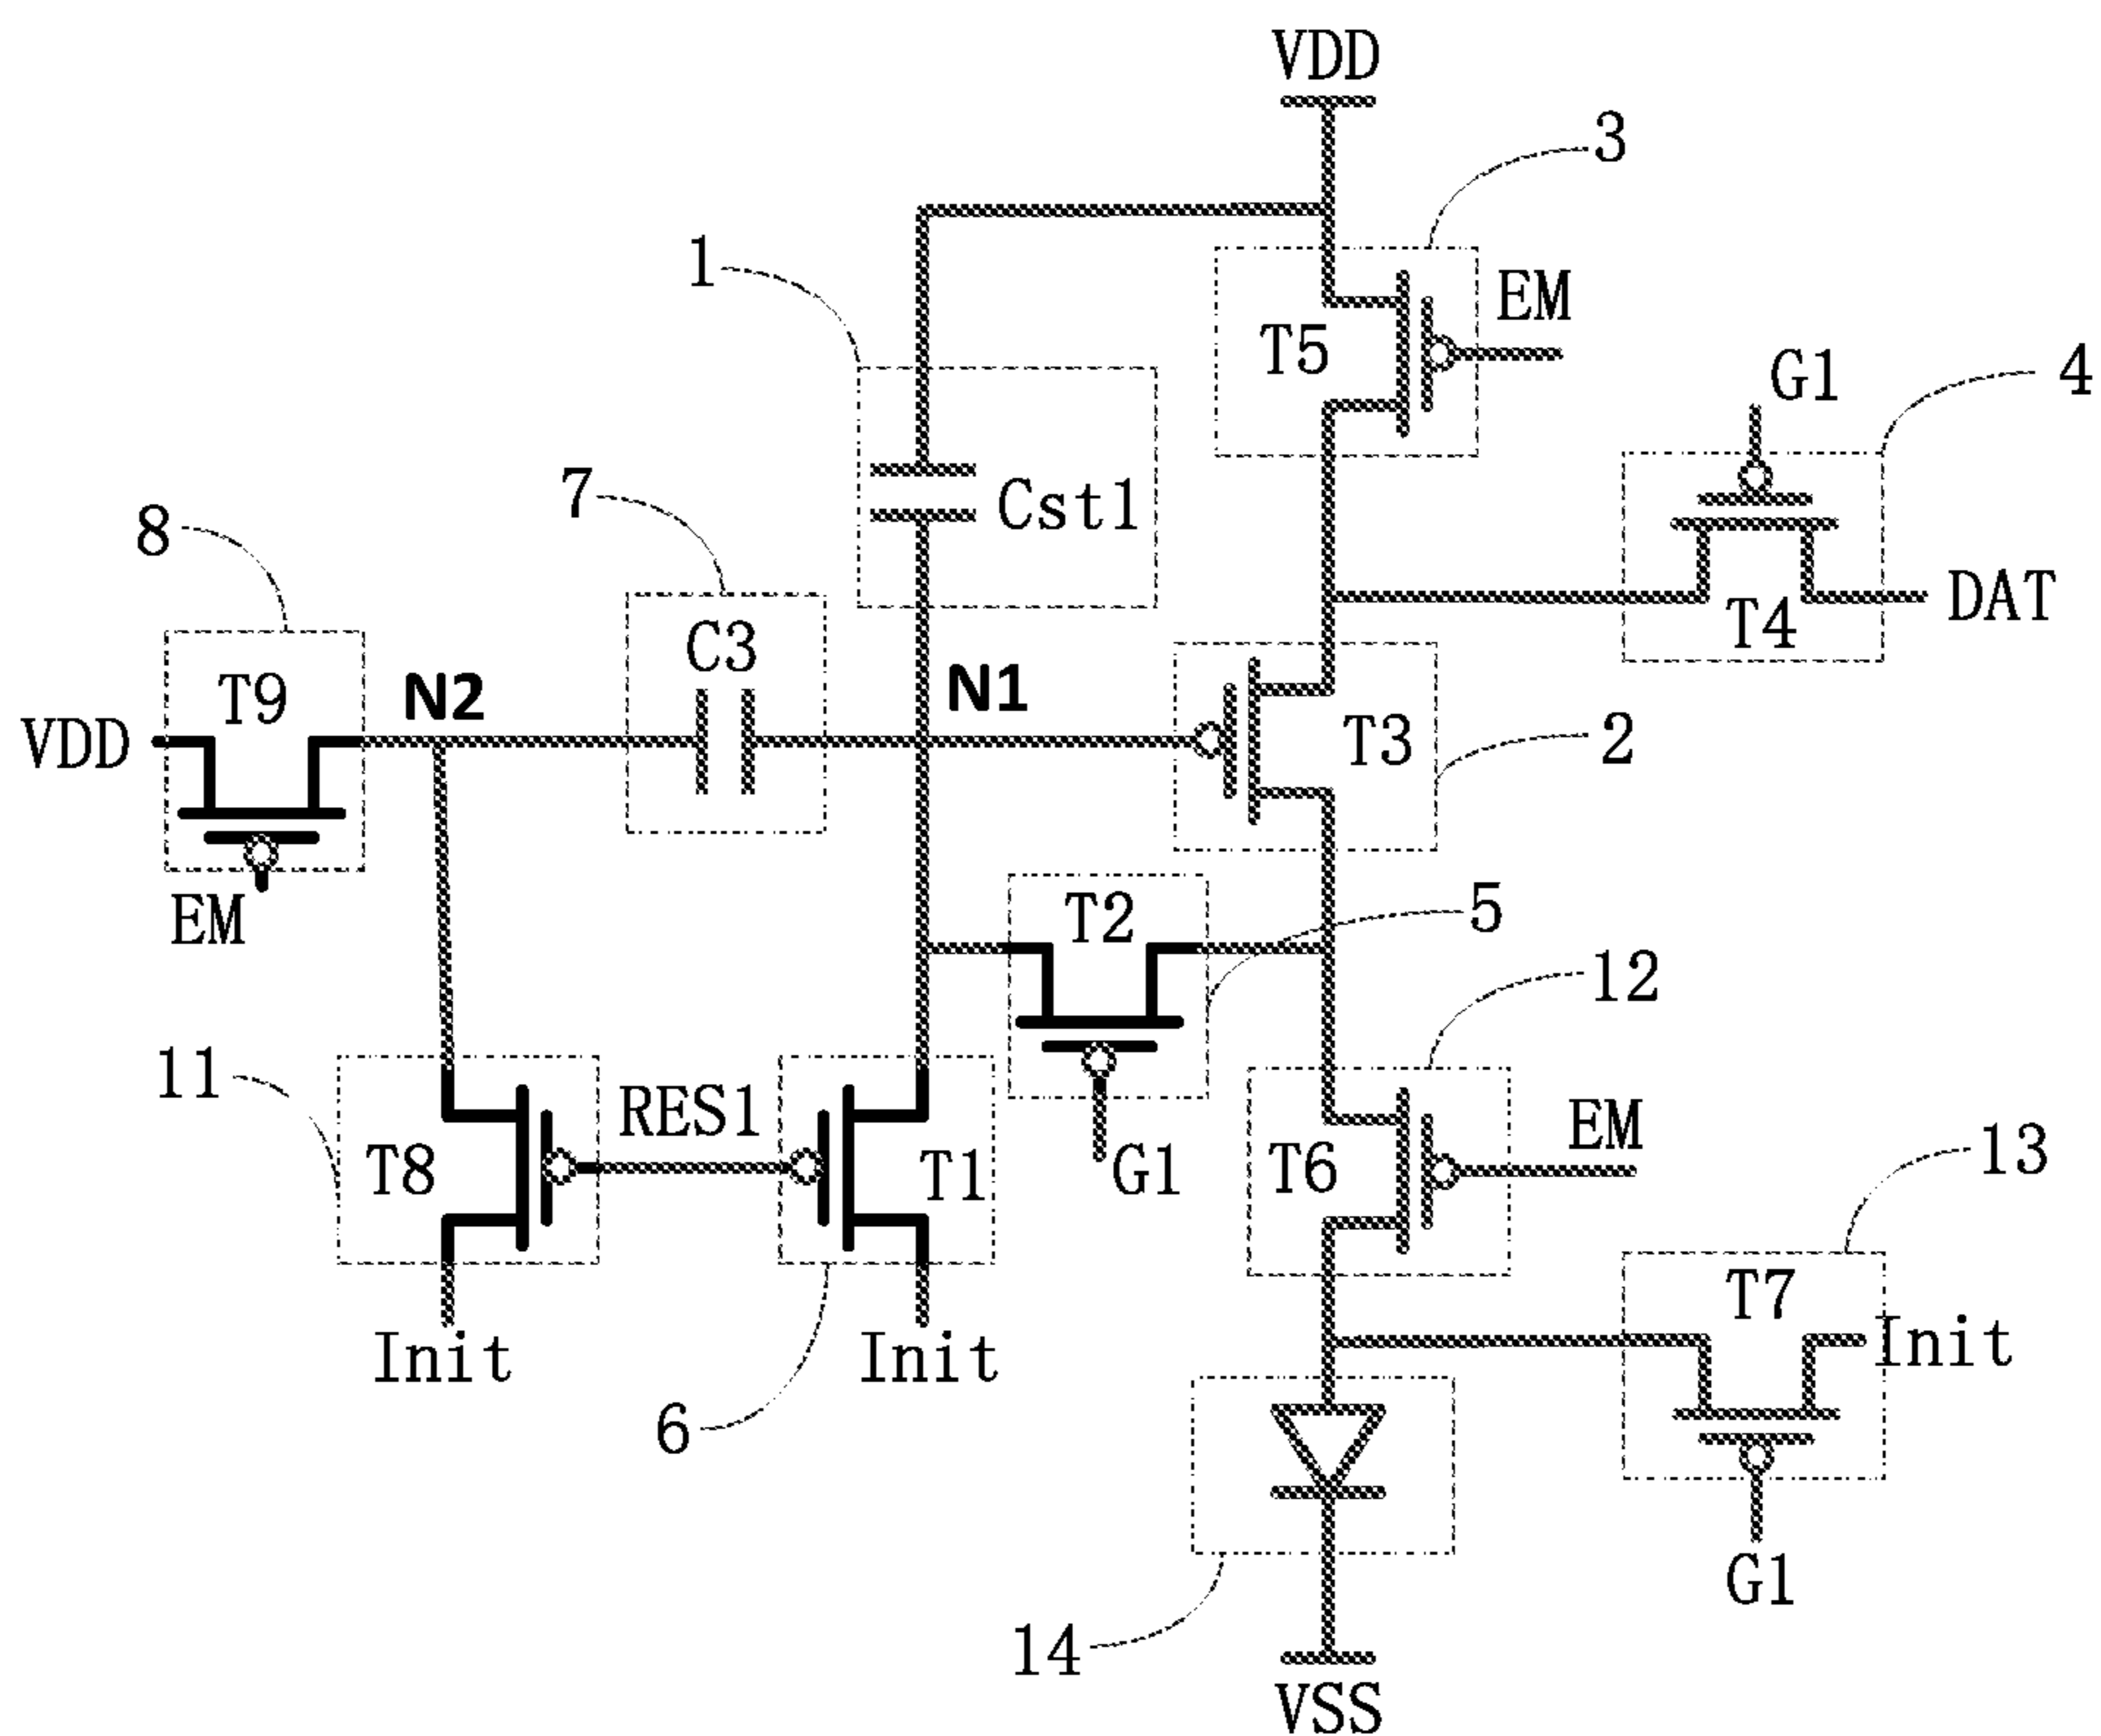 VDD
3
1
EM
T5
G1
4
7
Cst1
8
C3
DAT
T4
T9
N2
N1
VDD
T3
2
EM
T2
5
12
11
RES1
EM
T8
T1
G1
T6
13
T7
Init
Init
Init
6
G1
14
VSS